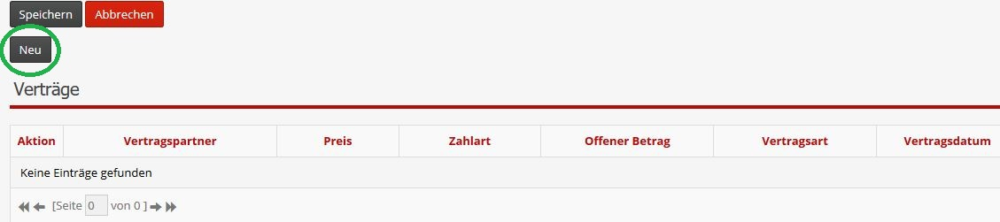 Speichern Abbrechen
Neu
Verträge
Aktion Vertragspartner Preis Zahlart Offener Betrag Vertragsart Vertragsdatum
Keine Einträge gefunden
[Seite 0 von 0 ]